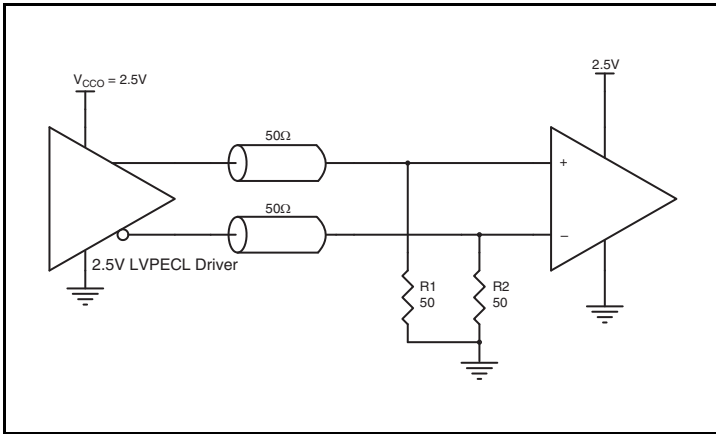 V_CCO = 2.5V
2.5V
50Ω
+
50Ω
–
2.5V LVPECL Driver
R1
50
R2
50